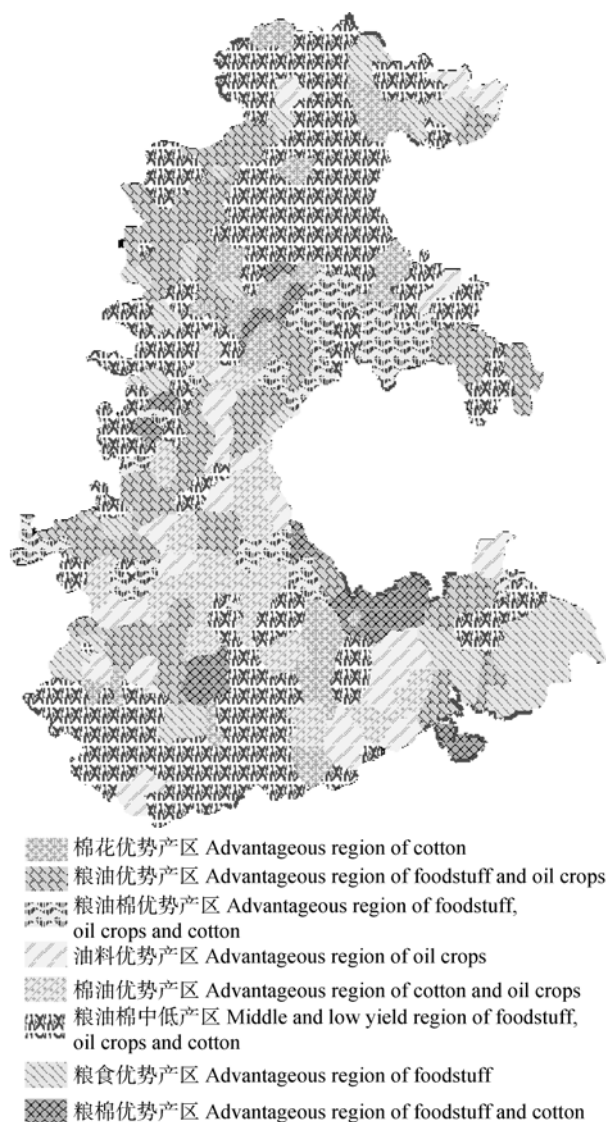 棉花优势产区 Advantageous region of cotton
粮油优势产区 Advantageous region of foodstuff and oil crops
粮油棉优势产区 Advantageous region of foodstuff,
oil crops and cotton
油料优势产区 Advantageous region of oil crops
棉油优势产区 Advantageous region of cotton and oil crops
粮油棉中低产区 Middle and low yield region of foodstuff,
oil crops and cotton
粮食优势产区 Advantageous region of foodstuff
粮棉优势产区 Advantageous region of foodstuff and cotton